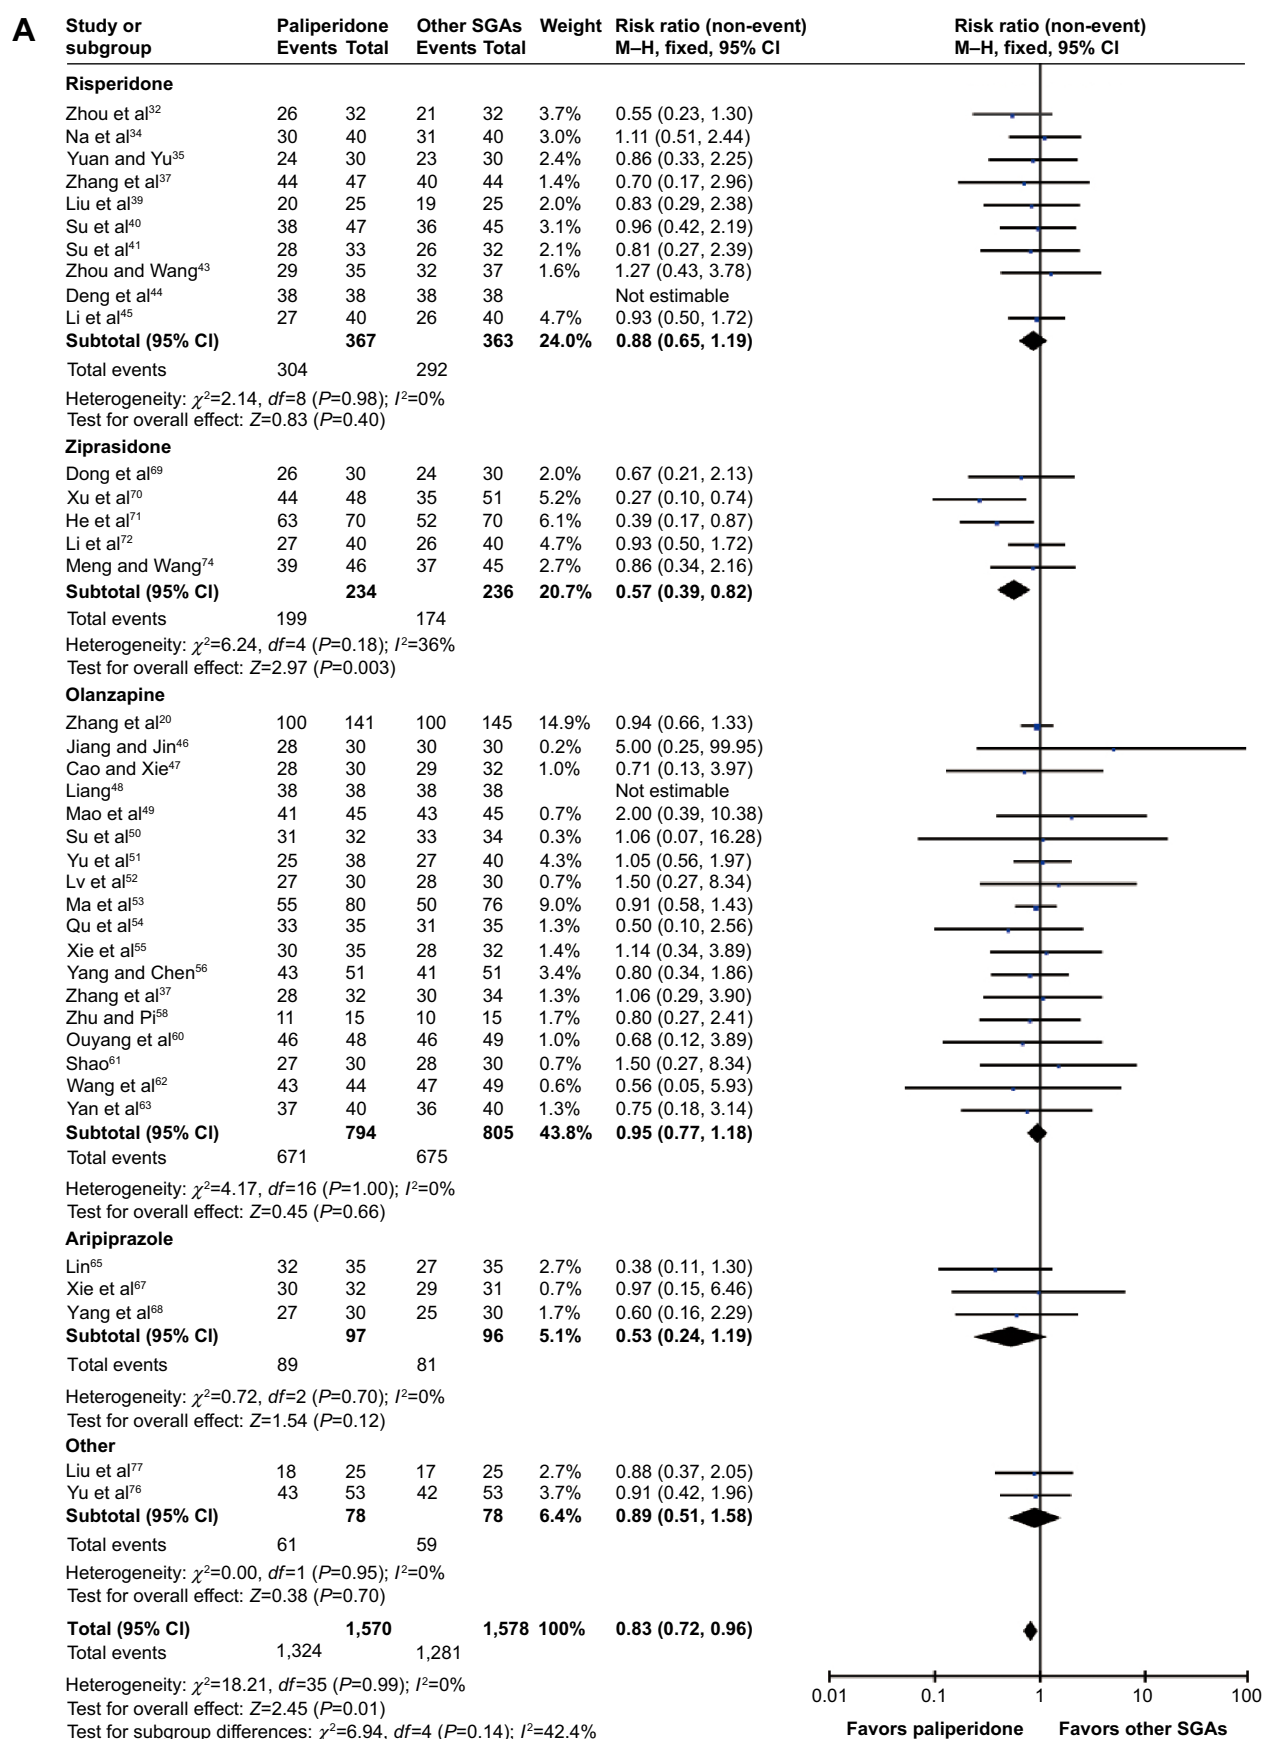 A
Study or Paliperidone Other SGAs Weight Risk ratio (non-event) Risk ratio (non-event)
subgroup Events Total Events Total M–H, fixed, 95% CI M–H, fixed, 95% CI
Risperidone
Zhou et al32 26 32 21 32 3.7% 0.55 (0.23, 1.30)
Na et al34 30 40 31 40 3.0% 1.11 (0.51, 2.44)
Yuan and Yu35 24 30 23 30 2.4% 0.86 (0.33, 2.25)
Zhang et al37 44 47 40 44 1.4% 0.70 (0.17, 2.96)
Liu et al39 20 25 19 25 2.0% 0.83 (0.29, 2.38)
Su et al40 38 47 36 45 3.1% 0.96 (0.42, 2.19)
Su et al41 28 33 26 32 2.1% 0.81 (0.27, 2.39)
Zhou and Wang43 29 35 32 37 1.6% 1.27 (0.43, 3.78)
Deng et al44 38 38 38 38 Not estimable
Li et al45 27 40 26 40 4.7% 0.93 (0.50, 1.72)
Subtotal (95% CI) 367 363 24.0% 0.88 (0.65, 1.19)
Total events 304 292
Heterogeneity: χ2=2.14, df=8 (P=0.98); I2=0%
Test for overall effect: Z=0.83 (P=0.40)
Ziprasidone
Dong et al69 26 30 24 30 2.0% 0.67 (0.21, 2.13)
Xu et al70 44 48 35 51 5.2% 0.27 (0.10, 0.74)
He et al71 63 70 52 70 6.1% 0.39 (0.17, 0.87)
Li et al72 27 40 26 40 4.7% 0.93 (0.50, 1.72)
Meng and Wang74 39 46 37 45 2.7% 0.86 (0.34, 2.16)
Subtotal (95% CI) 234 236 20.7% 0.57 (0.39, 0.82)
Total events 199 174
Heterogeneity: χ2=6.24, df=4 (P=0.18); I2=36%
Test for overall effect: Z=2.97 (P=0.003)
Olanzapine
Zhang et al20 100 141 100 145 14.9% 0.94 (0.66, 1.33)
Jiang and Jin46 28 30 30 30 0.2% 5.00 (0.25, 99.95)
Cao and Xie47 28 30 29 32 1.0% 0.71 (0.13, 3.97)
Liang48 38 38 38 38 Not estimable
Mao et al49 41 45 43 45 0.7% 2.00 (0.39, 10.38)
Su et al50 31 32 33 34 0.3% 1.06 (0.07, 16.28)
Yu et al51 25 38 27 40 4.3% 1.05 (0.56, 1.97)
Lv et al52 27 30 28 30 0.7% 1.50 (0.27, 8.34)
Ma et al53 55 80 50 76 9.0% 0.91 (0.58, 1.43)
Qu et al54 33 35 31 35 1.3% 0.50 (0.10, 2.56)
Xie et al55 30 35 28 32 1.4% 1.14 (0.34, 3.89)
Yang and Chen56 43 51 41 51 3.4% 0.80 (0.34, 1.86)
Zhang et al37 28 32 30 34 1.3% 1.06 (0.29, 3.90)
Zhu and Pi58 11 15 10 15 1.7% 0.80 (0.27, 2.41)
Ouyang et al60 46 48 46 49 1.0% 0.68 (0.12, 3.89)
Shao61 27 30 28 30 0.7% 1.50 (0.27, 8.34)
Wang et al62 43 44 47 49 0.6% 0.56 (0.05, 5.93)
Yan et al63 37 40 36 40 1.3% 0.75 (0.18, 3.14)
Subtotal (95% CI) 794 805 43.8% 0.95 (0.77, 1.18)
Total events 671 675
Heterogeneity: χ2=4.17, df=16 (P=1.00); I2=0%
Test for overall effect: Z=0.45 (P=0.66)
Aripiprazole
Lin65 32 35 27 35 2.7% 0.38 (0.11, 1.30)
Xie et al67 30 32 29 31 0.7% 0.97 (0.15, 6.46)
Yang et al68 27 30 25 30 1.7% 0.60 (0.16, 2.29)
Subtotal (95% CI) 97 96 5.1% 0.53 (0.24, 1.19)
Total events 89 81
Heterogeneity: χ2=0.72, df=2 (P=0.70); I2=0%
Test for overall effect: Z=1.54 (P=0.12)
Other
Liu et al77 18 25 17 25 2.7% 0.88 (0.37, 2.05)
Yu et al76 43 53 42 53 3.7% 0.91 (0.42, 1.96)
Subtotal (95% CI) 78 78 6.4% 0.89 (0.51, 1.58)
Total events 61 59
Heterogeneity: χ2=0.00, df=1 (P=0.95); I2=0%
Test for overall effect: Z=0.38 (P=0.70)
Total (95% CI) 1,570 1,578 100% 0.83 (0.72, 0.96)
Total events 1,324 1,281
Heterogeneity: χ2=18.21, df=35 (P=0.99); I2=0%
Test for overall effect: Z=2.45 (P=0.01)
Test for subgroup differences: χ2=6.94, df=4 (P=0.14); I2=42.4%
0.01 0.1 1 10 100
Favors paliperidone Favors other SGAs